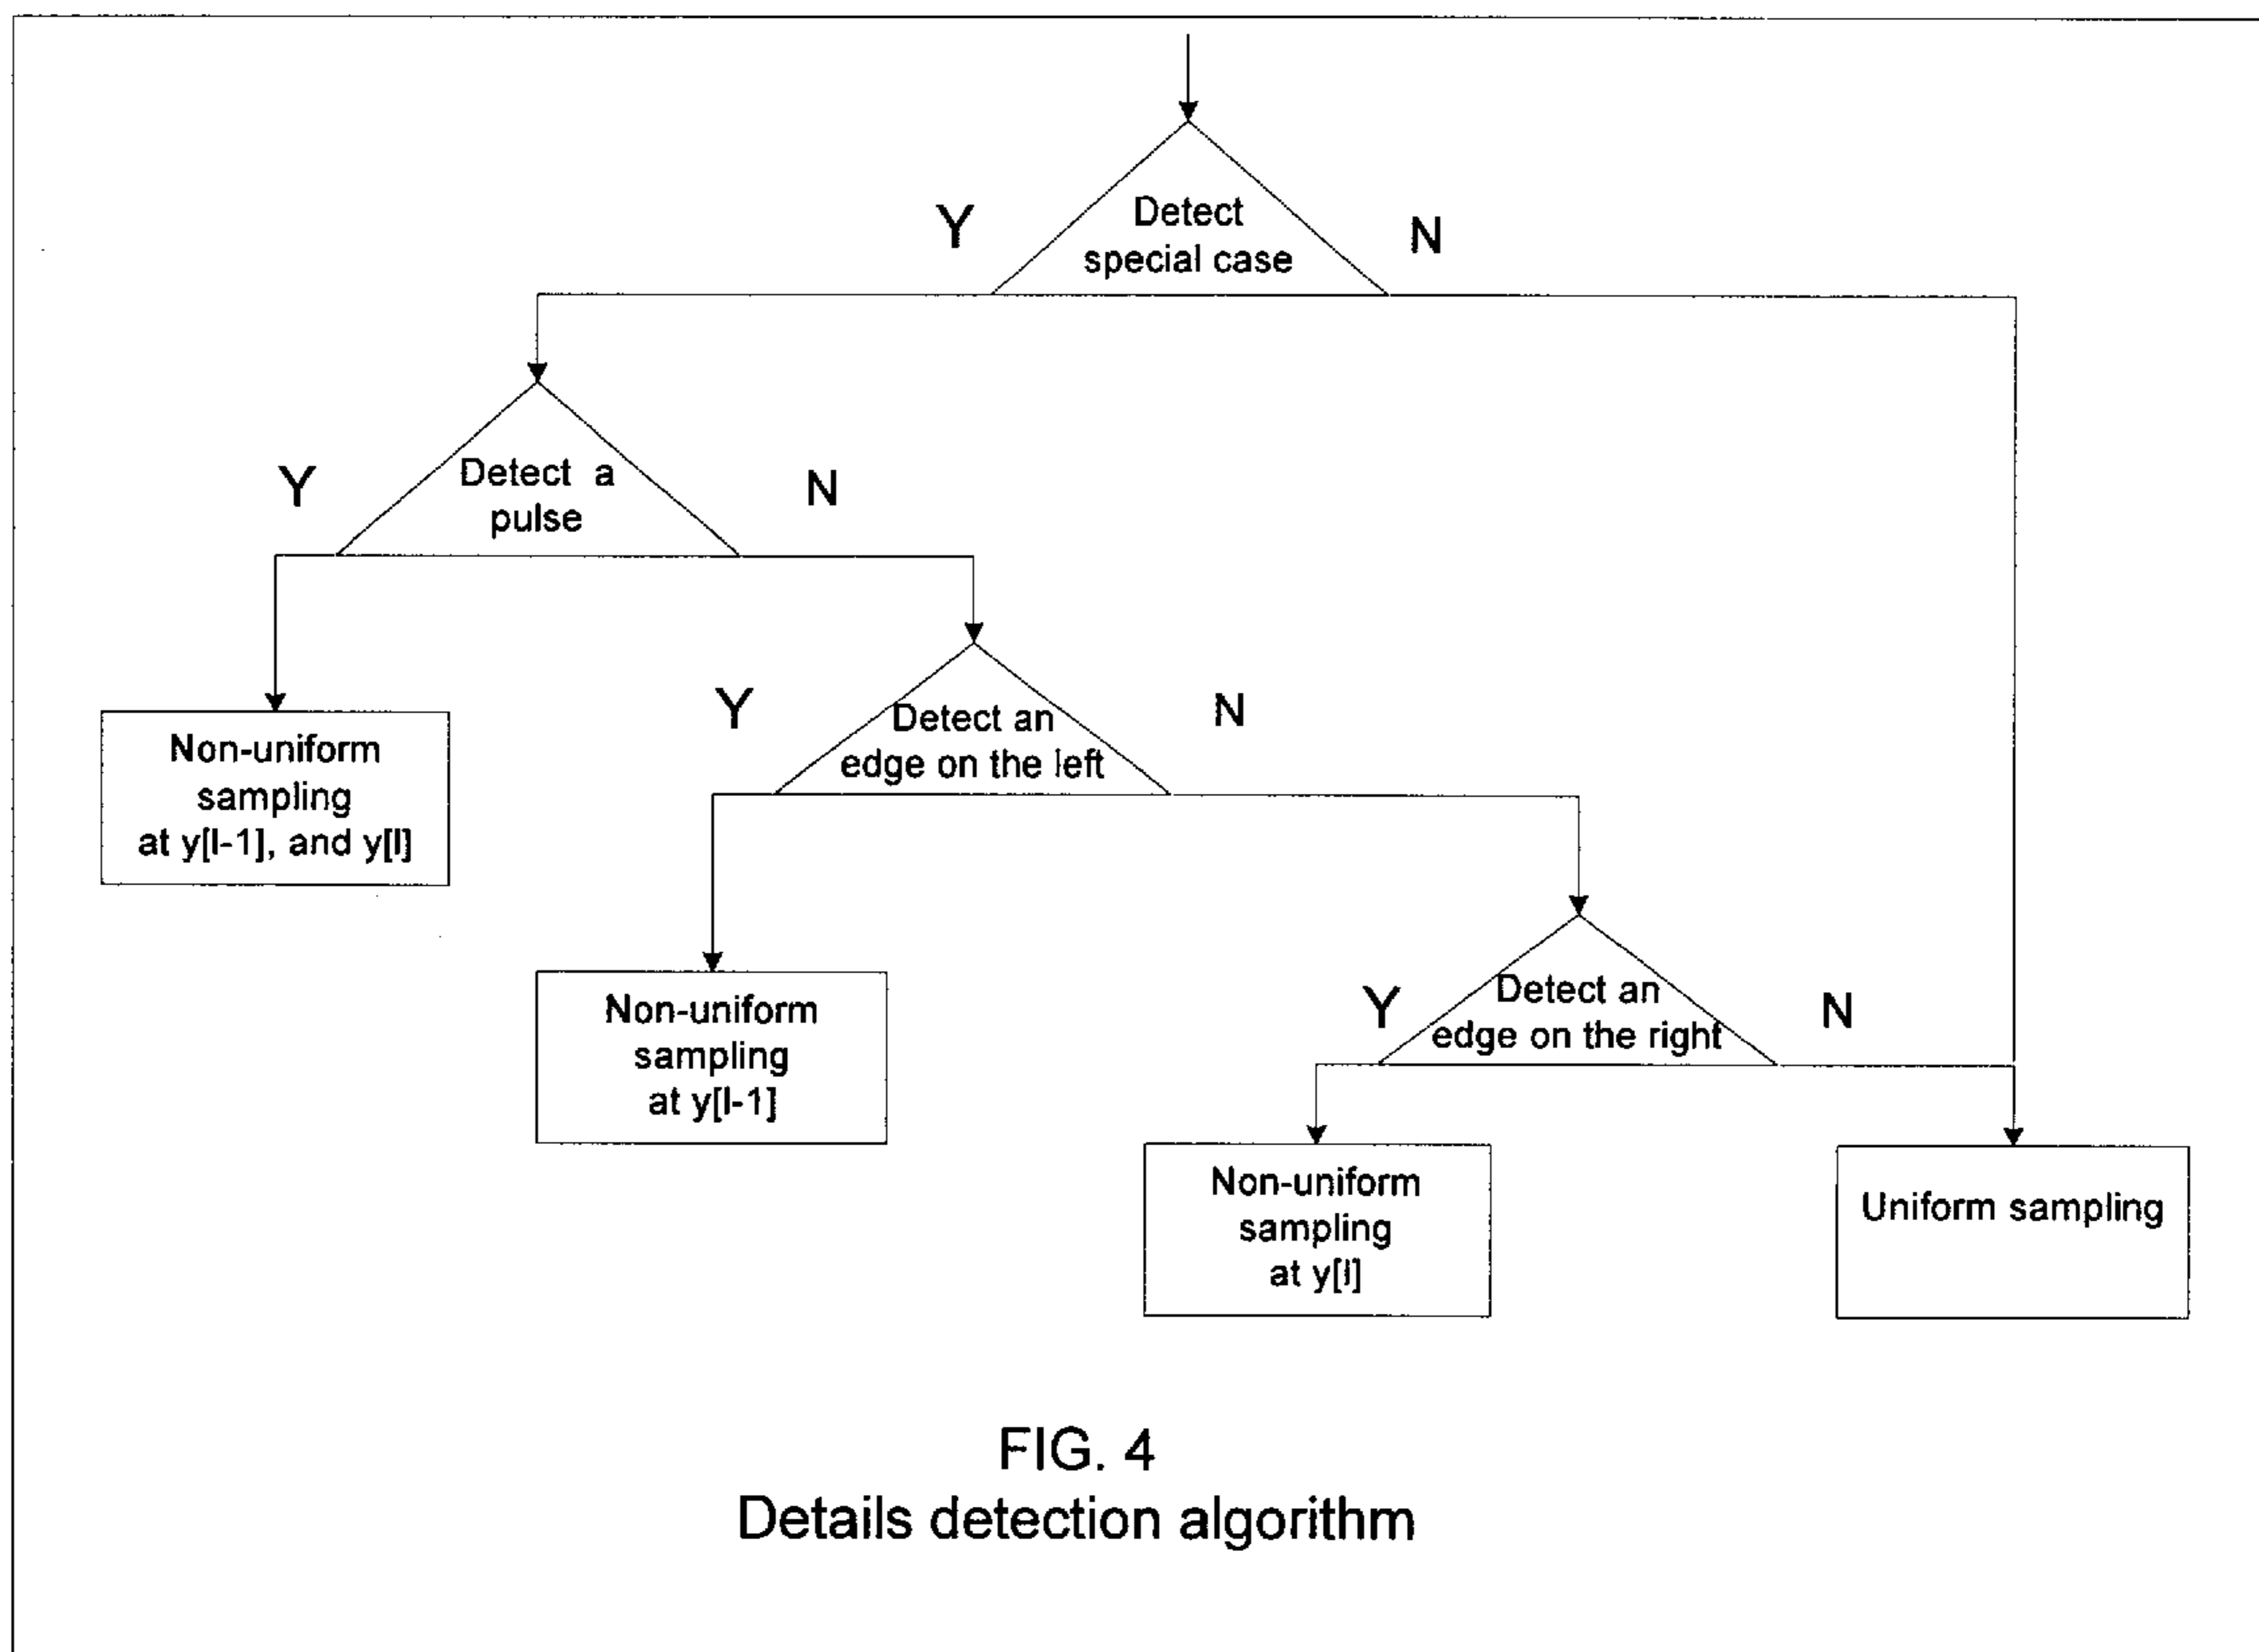 Y
Detect
special case
N
Y
Detect a
pulse
N
Non-uniform
sampling
at y[l-1], and y[l]
Y
Detect an
edge on the left
N
Non-uniform
sampling
at y[l-1]
Y
Detect an
edge on the right
N
Non-uniform
sampling
at y[l]
Uniform sampling
FIG. 4
Details detection algorithm